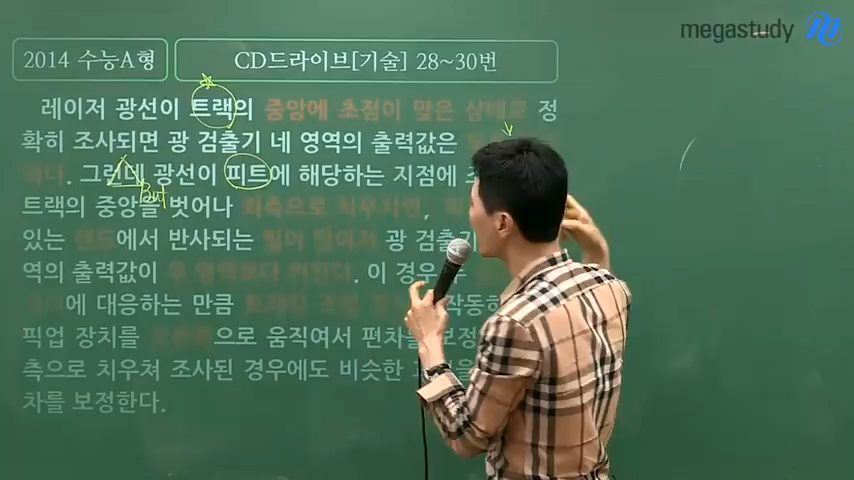 megastudy
2014 수능A형
CD드라이브[기술] 28~30번
레이저 광선이 트랙의 중앙에 초점이 맞은 상태로 정
확히 조사되면 광 검출기 네 영역의 출력값은
그런데 광선이 피트에 해당하는 지점에
But
트랙의 중앙을 벗어나 좌측으로 치우치면,
있는 랜드에서 반사되는 빛이 많아져 광 검출기
역의 출력값이 보다 커진다. 이 경우
에 대응하는 만큼 트래킹 조절 작동하
픽업 장치를 오른쪽으로 움직여서 편차를 보정
측으로 치우쳐 조사된 경우에도 비슷한
차를 보정한다.